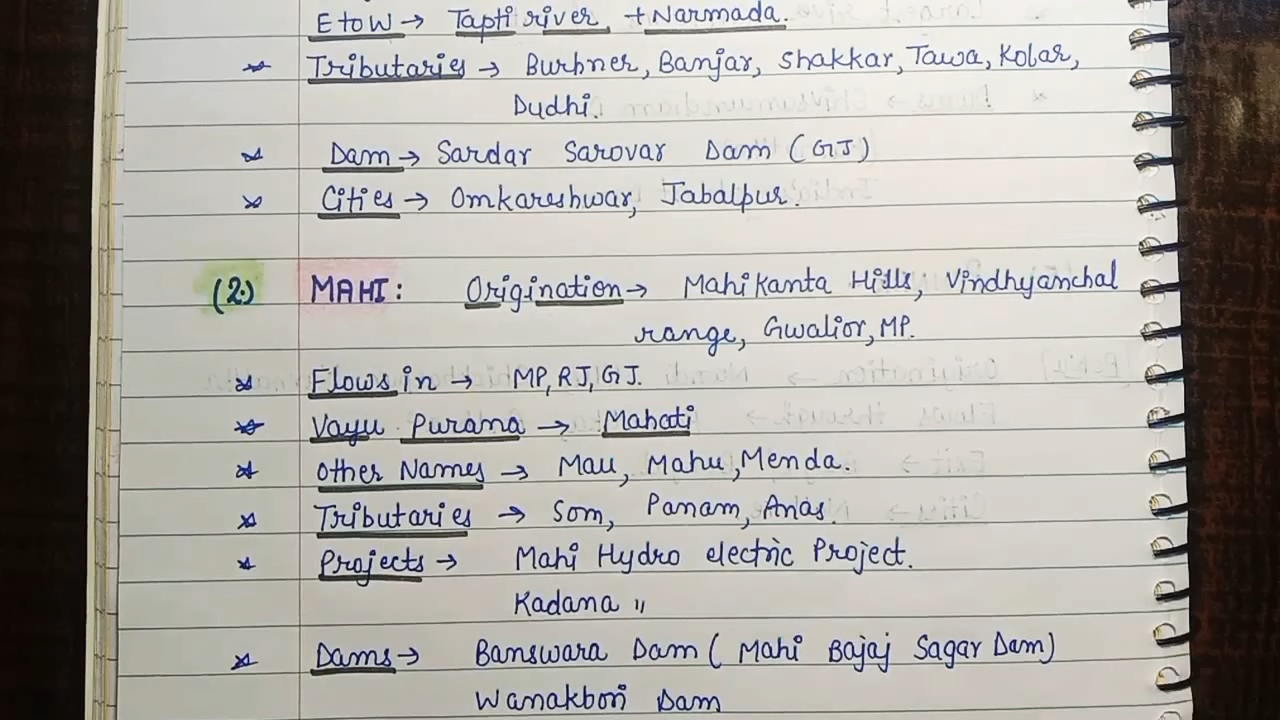 E to W → Tapti river + Narmada.
* Tributaries → Burhner, Banjar, Shakkar, Tawa, Kolar,
Dudhi.
* Dam → Sardar Sarovar Dam (GJ)
* Cities → Omkareshwar, Jabalpur.
(2.) MAHI: Origination → Mahikanta Hills, Vindhyanchal
range, Gwalior, MP.
* Flows in → MP, RJ, GJ.
* Vayu Purana → Mahati
* Other Names → Mau, Mahu, Menda.
* Tributaries → Som, Panam, Anas.
* Projects → Mahi Hydro electric Project.
Kadana "
* Dams → Banswara Dam ( Mahi Bajaj Sagar Dam)
Wanakbori Dam